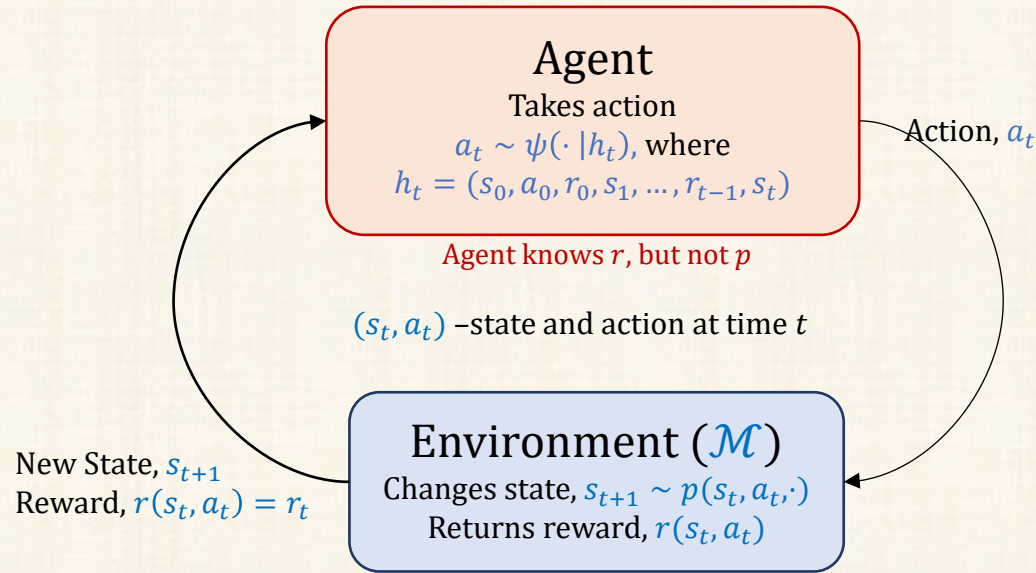 Agent
Takes action
a_t ~ ψ(· |h_t), where
h_t = (s_0, a_0, r_0, s_1, … , r_{t−1}, s_t)
Action, a_t
Agent knows r, but not p
(s_t, a_t) –state and action at time t
Environment (ℳ)
Changes state, s_{t+1} ~ p(s_t, a_t,·)
Returns reward, r(s_t, a_t)
New State, s_{t+1}
Reward, r(s_t, a_t) = r_t